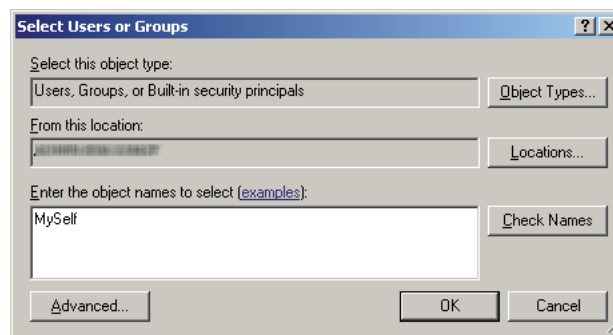 Select Users or Groups
Select this object type:
Users, Groups, or Built-in security principals
Object Types...
From this location:
Locations...
Enter the object names to select (examples):
MySelf
Check Names
Advanced...
OK
Cancel